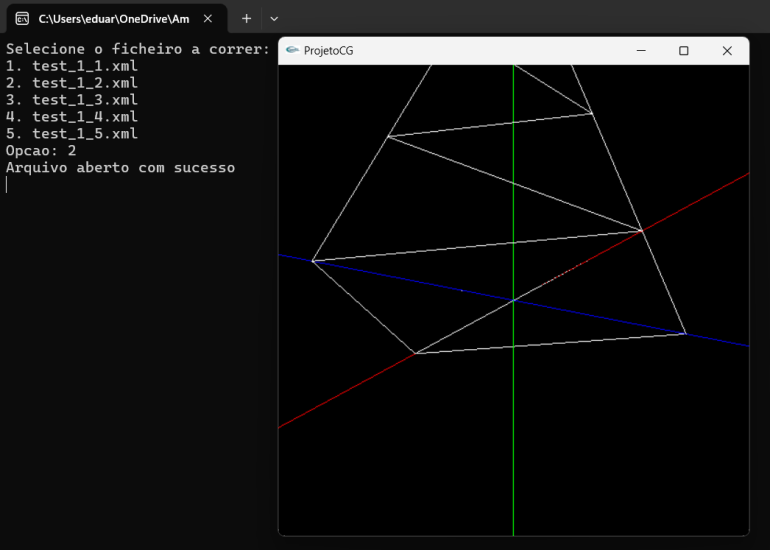 C:\Users\eduar\OneDrive\Am
Selecione o ficheiro a correr:
1. test_1_1.xml
2. test_1_2.xml
3. test_1_3.xml
4. test_1_4.xml
5. test_1_5.xml
Opcao: 2
Arquivo aberto com sucesso
ProjetoCG